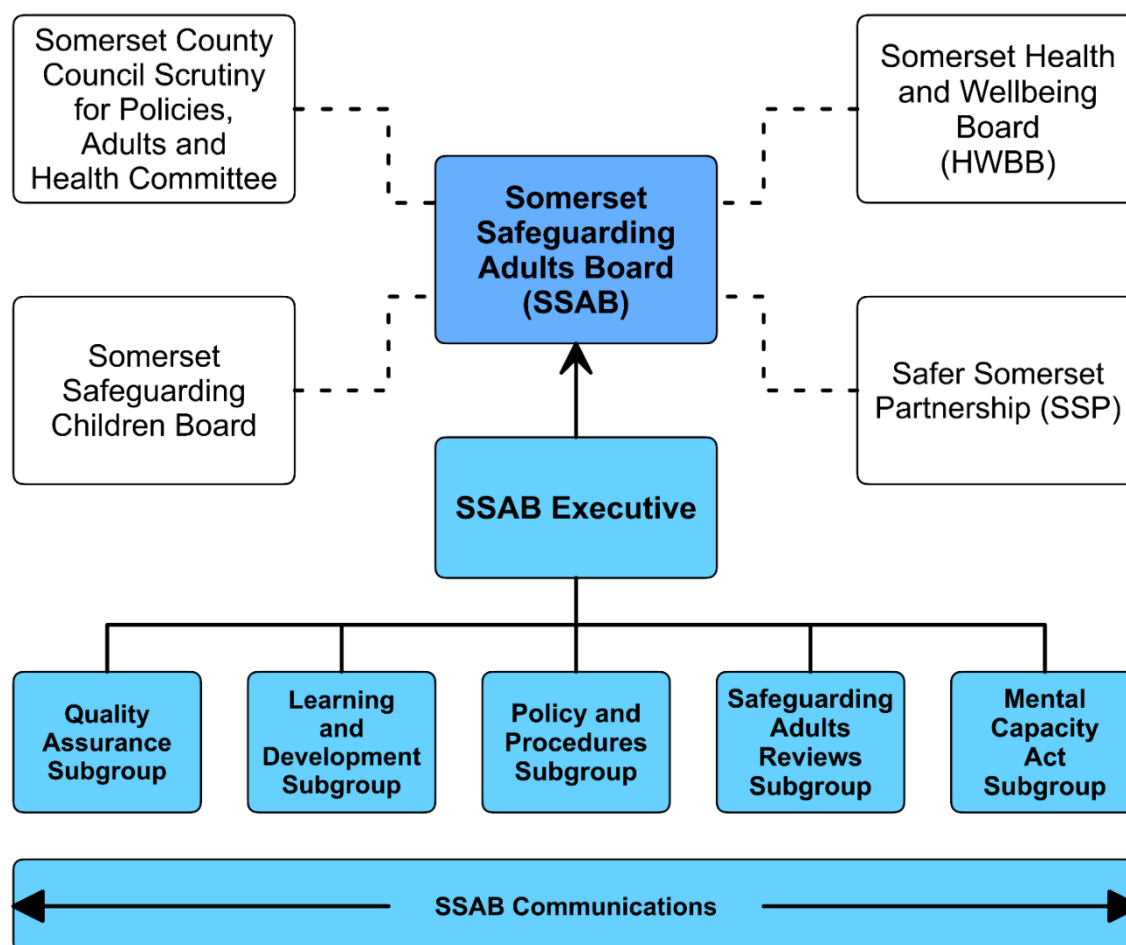 Somerset County
Council Scrutiny
for Policies,
Adults and
Health Committee
Somerset Health
and Wellbeing
Board
(HWBB)
Somerset
Safeguarding
Adults Board
(SSAB)
Somerset
Safeguarding
Children Board
Safer Somerset
Partnership (SSP)
SSAB Executive
Quality
Assurance
Subgroup
Learning
and
Development
Subgroup
Policy and
Procedures
Subgroup
Safeguarding
Adults
Reviews
Subgroup
Mental
Capacity
Act
Subgroup
SSAB Communications